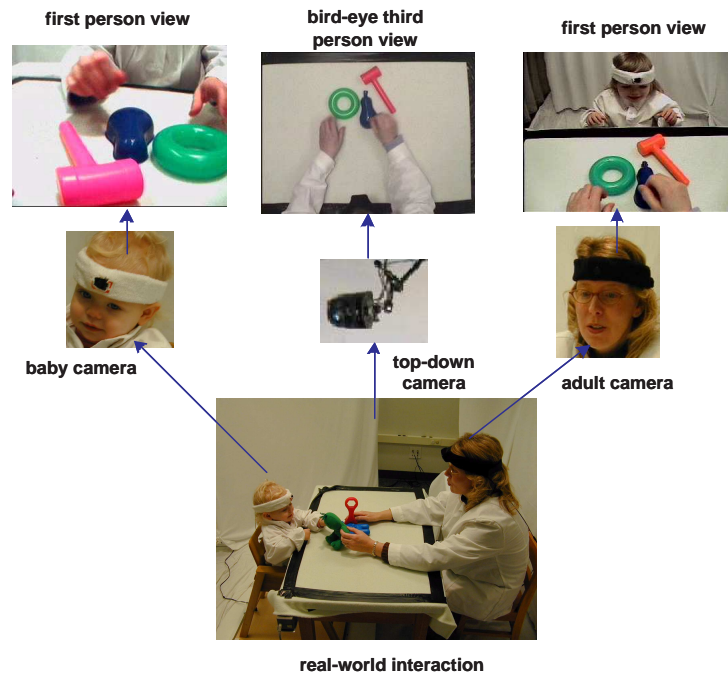 first person view
bird-eye third
person view
first person view
baby camera
top-down
camera
adult camera
real-world interaction